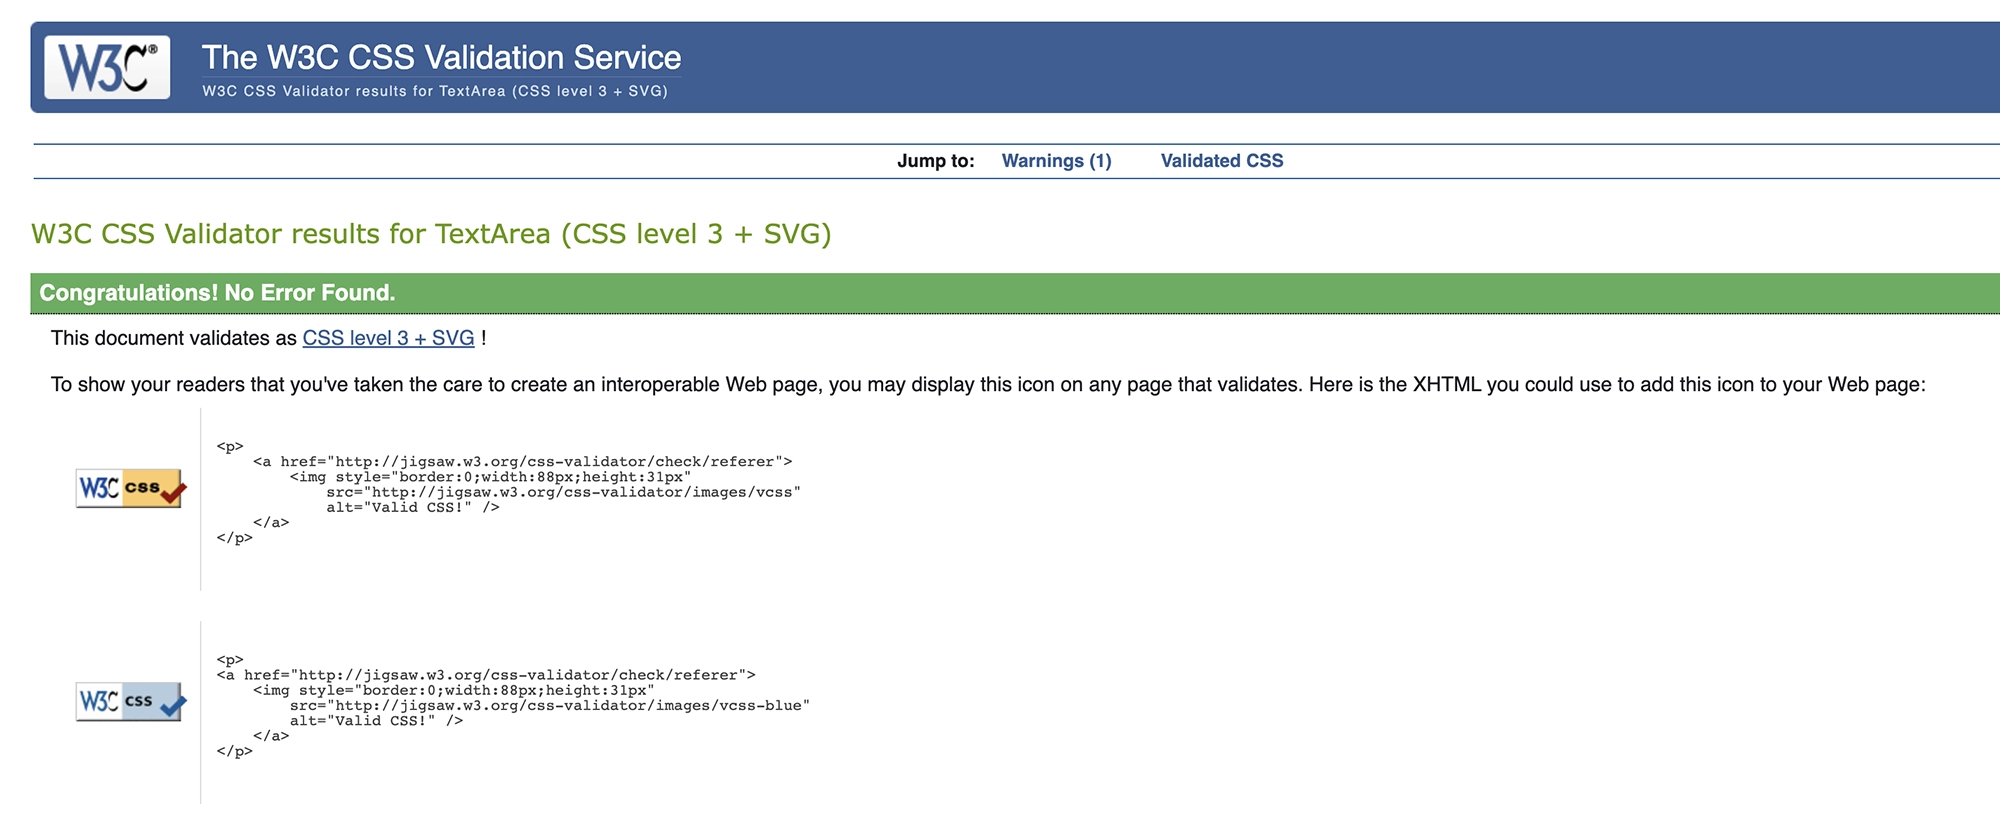 W3C®
The W3C CSS Validation Service
W3C CSS Validator results for TextArea (CSS level 3 + SVG)
Jump to: Warnings (1) Validated CSS
W3C CSS Validator results for TextArea (CSS level 3 + SVG)
Congratulations! No Error Found.
This document validates as CSS level 3 + SVG !
To show your readers that you've taken the care to create an interoperable Web page, you may display this icon on any page that validates. Here is the XHTML you could use to add this icon to your Web page:
W3C css
<p>
    <a href="http://jigsaw.w3.org/css-validator/check/referer">
        <img style="border:0;width:88px;height:31px"
            src="http://jigsaw.w3.org/css-validator/images/vcss"
            alt="Valid CSS!" />
    </a>
</p>
W3C css
<p>
<a href="http://jigsaw.w3.org/css-validator/check/referer">
    <img style="border:0;width:88px;height:31px"
        src="http://jigsaw.w3.org/css-validator/images/vcss-blue"
        alt="Valid CSS!" />
    </a>
</p>